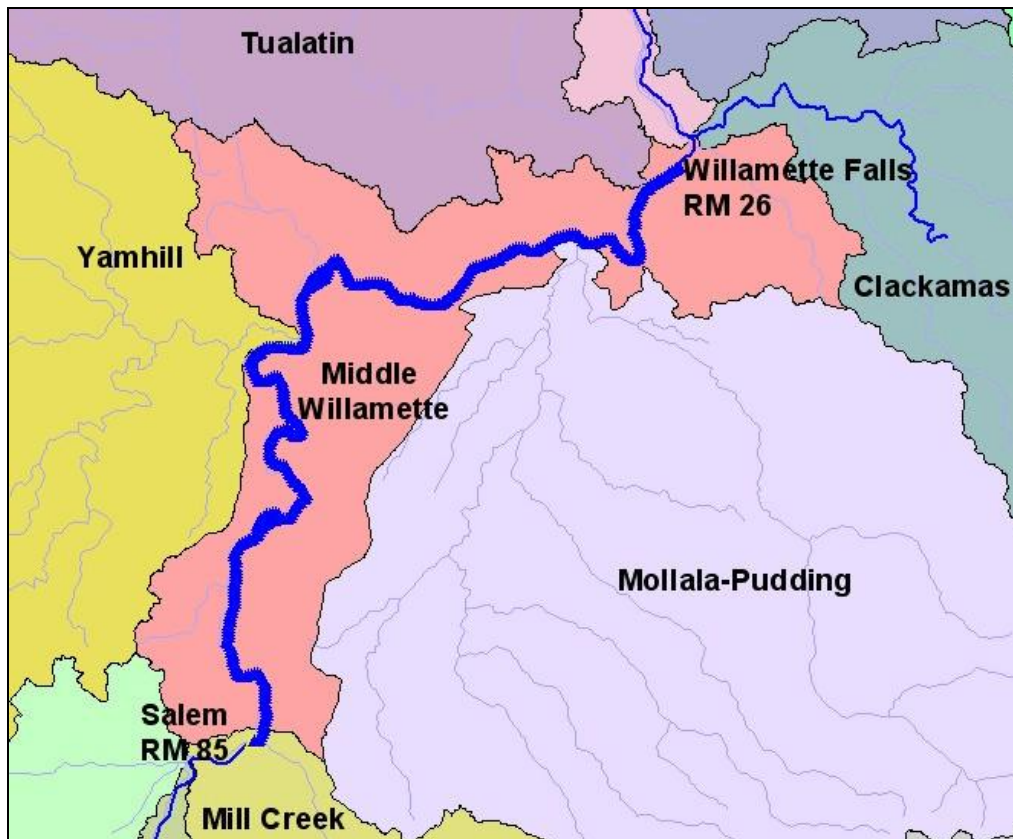 Tualatin
Willamette Falls
RM 26
Yamhill
Clackamas
Middle
Willamette
Mollala-Pudding
Salem
RM 85
Mill Creek